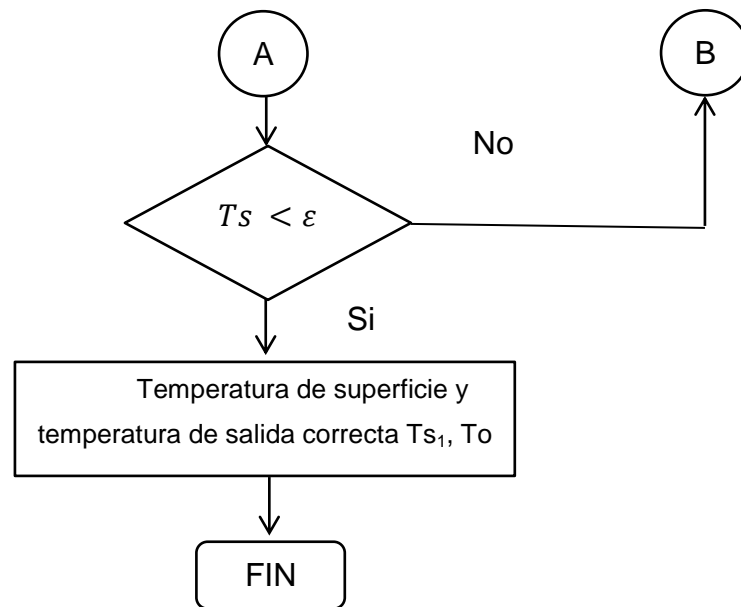 A
B
No
Ts < ε
Si
Temperatura de superficie y
temperatura de salida correcta Ts₁, To
FIN